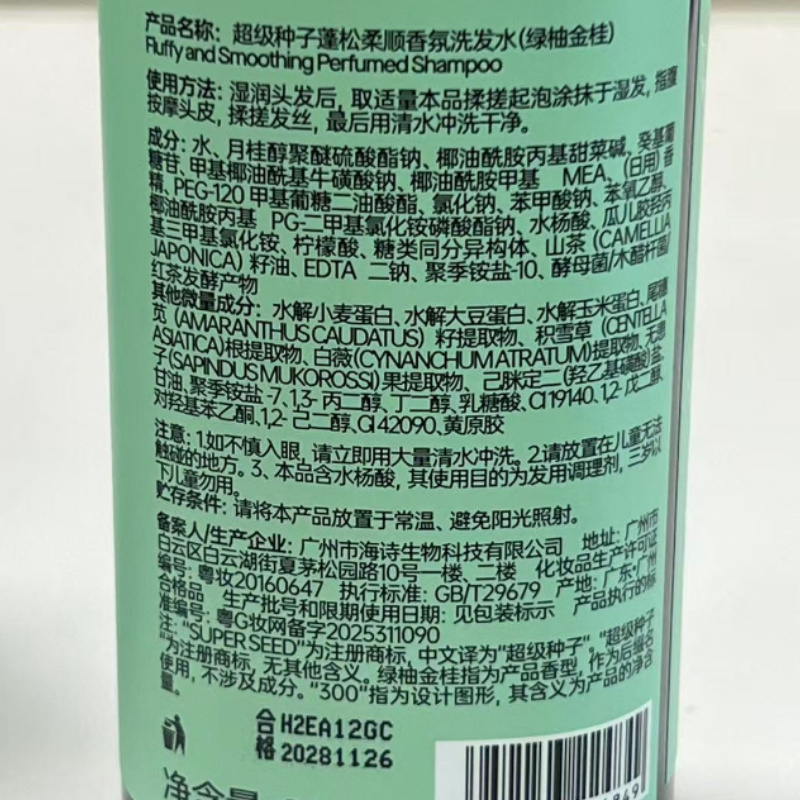 产品名称：超级种子蓬松柔顺香氛洗发水(绿柚金桂)
Fluffy and Smoothing Perfumed Shampoo
使用方法：湿润头发后，取适量本品揉搓起泡涂抹于湿发，指腹
按摩头皮，揉搓发丝，最后用清水冲洗干净。
成分：水、月桂醇聚醚硫酸酯钠、椰油酰胺丙基甜菜碱、癸基葡
糖苷、甲基椰油酰基牛磺酸钠、椰油酰胺甲基 MEA、（日用）香
精、PEG-120 甲基葡糖二油酸酯、氯化钠、苯甲酸钠、苯氧乙醇、
椰油酰胺丙基 PG-二甲基氯化铵磷酸酯钠、水杨酸、瓜儿胶羟丙
基三甲基氯化铵、柠檬酸、糖类同分异构体、山茶（CAMELLIA
JAPONICA）籽油、EDTA 二钠、聚季铵盐-10、酵母菌/木醋杆菌/
红茶发酵产物
其他微量成分：水解小麦蛋白、水解大豆蛋白、水解玉米蛋白、尾穗
苋（AMARANTHUS CAUDATUS）籽提取物、积雪草（CENTELLA
ASIATICA)根提取物、白薇(CYNANCHUM ATRATUM)提取物、无患
子(SAPINDUS MUKOROSSI)果提取物、己脒定二(羟乙基磺酸)盐、
甘油、聚季铵盐-7、1,3-丙二醇、丁二醇、乳糖酸、CI 19140、1,2-戊二醇、
对羟基苯乙酮、1,2-己二醇、CI 42090、黄原胶
注意：1.如不慎入眼，请立即用大量清水冲洗。2.请放置在儿童无法
触碰的地方。3、本品含水杨酸，其使用目的为发用调理剂，三岁以
下儿童勿用。
贮存条件：请将本产品放置于常温、避免阳光照射。
备案人/生产企业：广州市海诗生物科技有限公司 地址：广州市
白云区白云湖街夏茅松园路10号一楼、二楼 化妆品生产许可证
编号：粤妆20160647 执行标准：GB/T29679 产地：广东·广州
合格品 生产批号和限期使用日期：见包装标示 产品执行的标
准编号：粤G妆网备字2025311090
注：“SUPER SEED”为注册商标，中文译为“超级种子”。“超级种子
”为注册商标，无其他含义。绿柚金桂指为产品香型，作为后缀名
使用，不涉及成分。“300”指为设计图形，其含义为产品的净含
量。
合 H2EA12GC
格 20281126
净含量